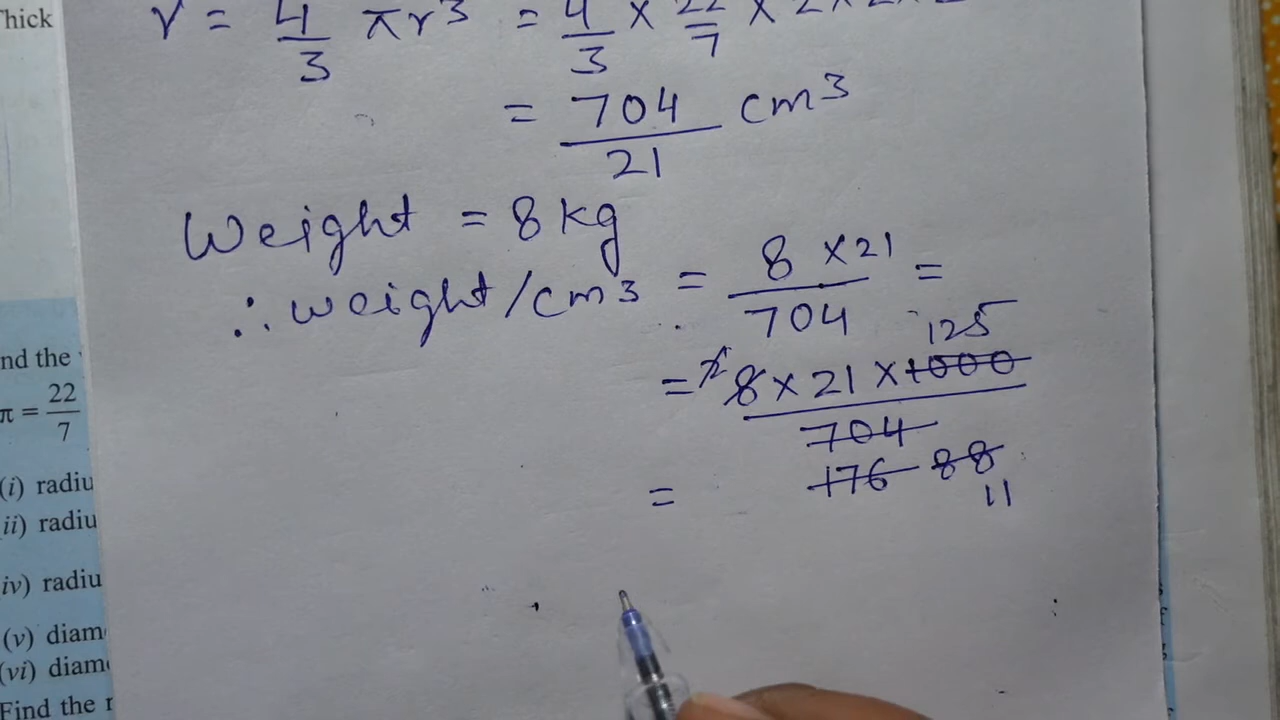 Thick
V = 4/3 πr³ = 4/3 × 22/7 × 2 × 2 ×
= 704/21 cm³
Weight = 8 kg
∴ weight/cm³ = 8 × 21/704 =
125
= 8 × 21 × 1000/704
176 88
= 11
nd the
π = 22/7
(i) radiu
ii) radiu
iv) radiu
(v) diam
(vi) diam
Find the r